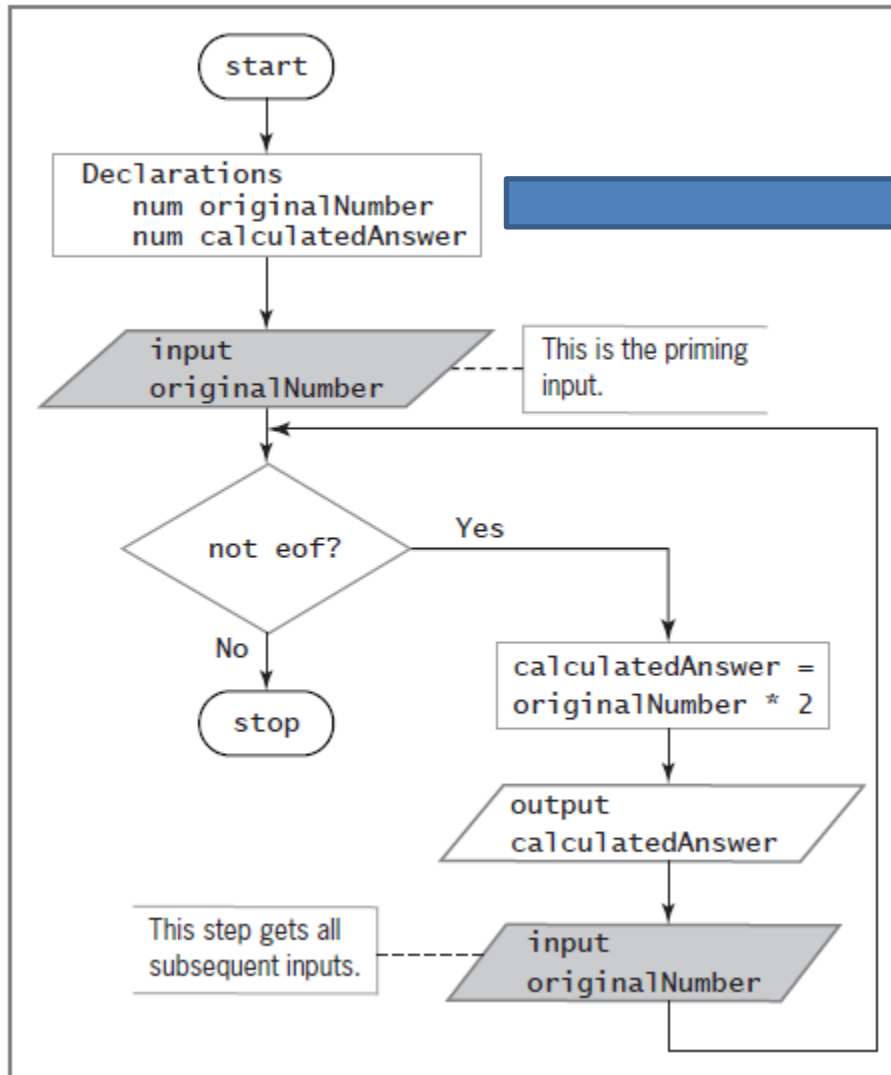 start
Declarations
num originalNumber
num calculatedAnswer
input
originalNumber
This is the priming
input.
not eof?
Yes
No
stop
calculatedAnswer =
originalNumber * 2
output
calculatedAnswer
This step gets all
subsequent inputs.
input
originalNumber